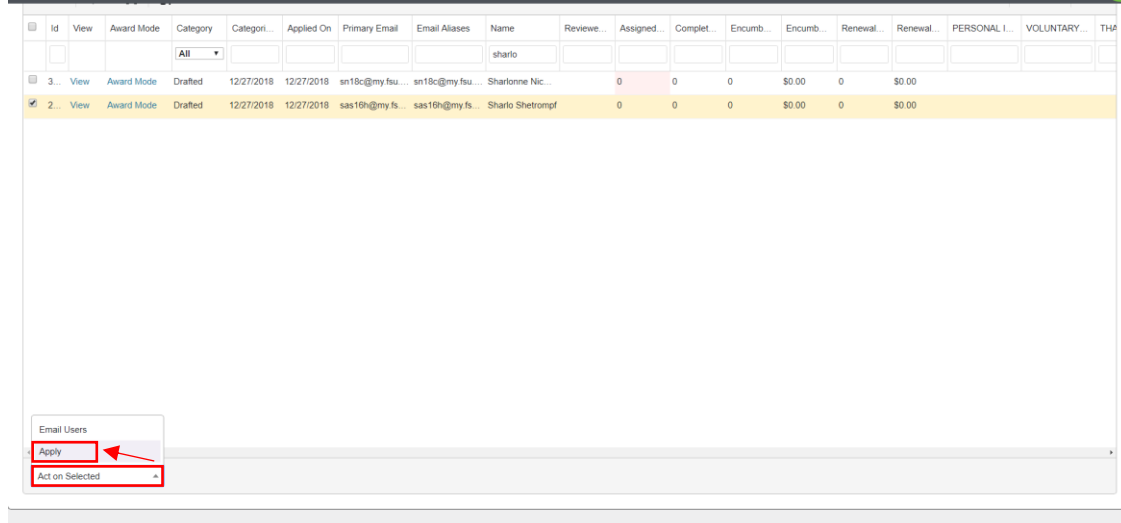 Id View Award Mode Category Categori... Applied On Primary Email Email Aliases Name Reviewe... Assigned... Complet... Encumb... Encumb... Renewal... Renewal... PERSONAL I... VOLUNTARY... THA
All sharlo
3... View Award Mode Drafted 12/27/2018 12/27/2018 sn18c@my.fsu.... sn18c@my.fsu.... Sharlonne Nic... 0 0 0 $0.00 0 $0.00
2... View Award Mode Drafted 12/27/2018 12/27/2018 sas16h@my.fs... sas16h@my.fs... Sharlo Shetrompf 0 0 0 $0.00 0 $0.00
Email Users
Apply
Act on Selected